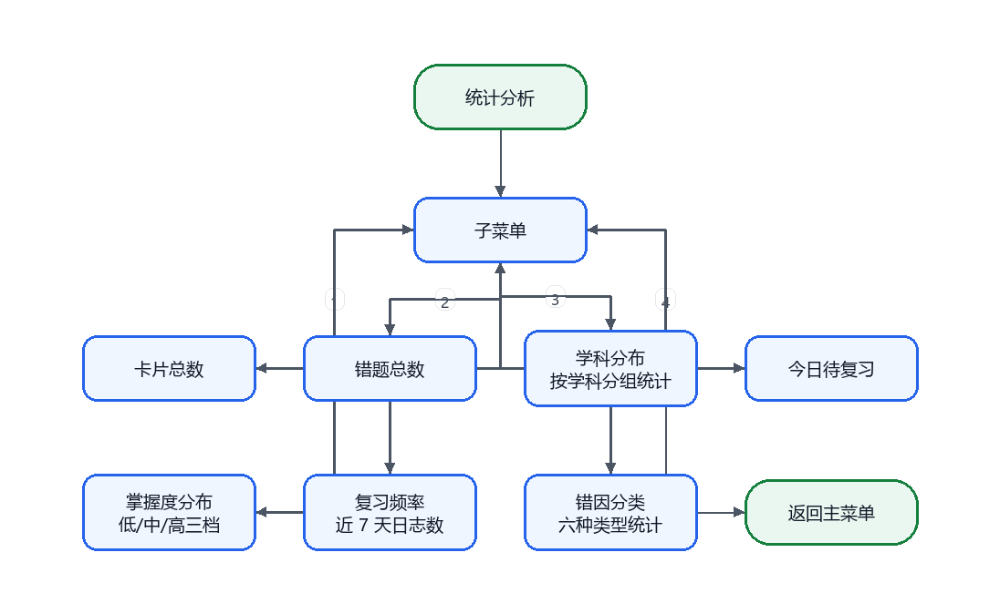 统计分析
子菜单
2
3
4
卡片总数
错题总数
学科分布
按学科分组统计
今日待复习
掌握度分布
低/中/高三档
复习频率
近 7 天日志数
错因分类
六种类型统计
返回主菜单